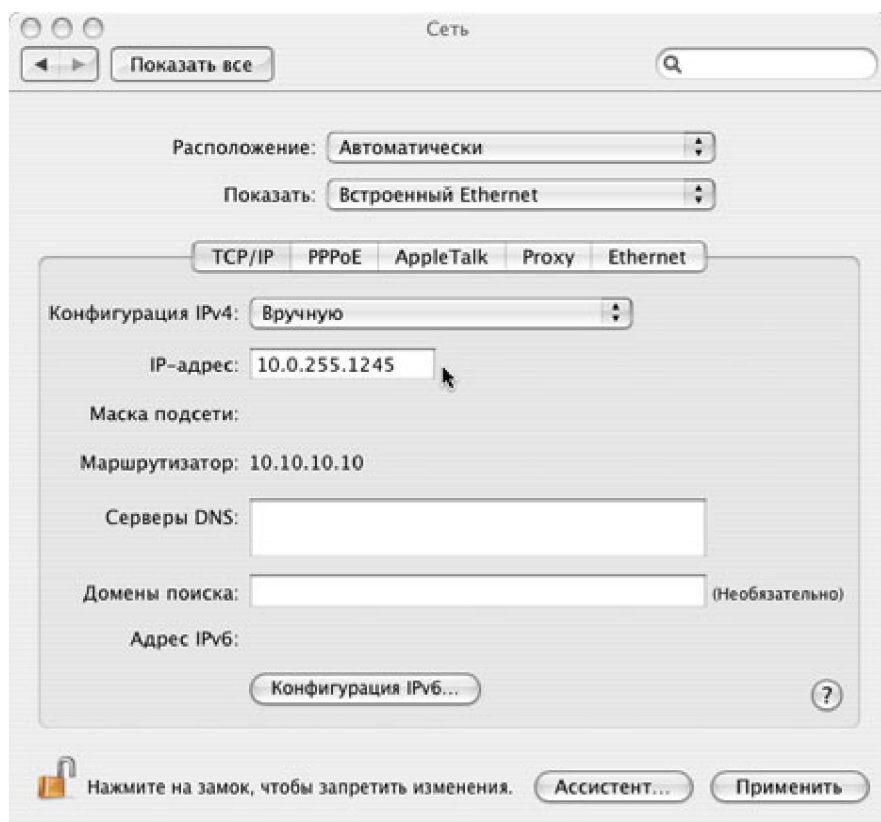 Сеть
Показать все
Расположение: Автоматически
Показать: Встроенный Ethernet
TCP/IP PPPoE AppleTalk Proxy Ethernet
Конфигурация IPv4: Вручную
IP-адрес: 10.0.255.1245
Маска подсети:
Маршрутизатор: 10.10.10.10
Серверы DNS:
Домены поиска: (Необязательно)
Адрес IPv6:
Конфигурация IPv6...
?
Нажмите на замок, чтобы запретить изменения. Ассистент... Применить